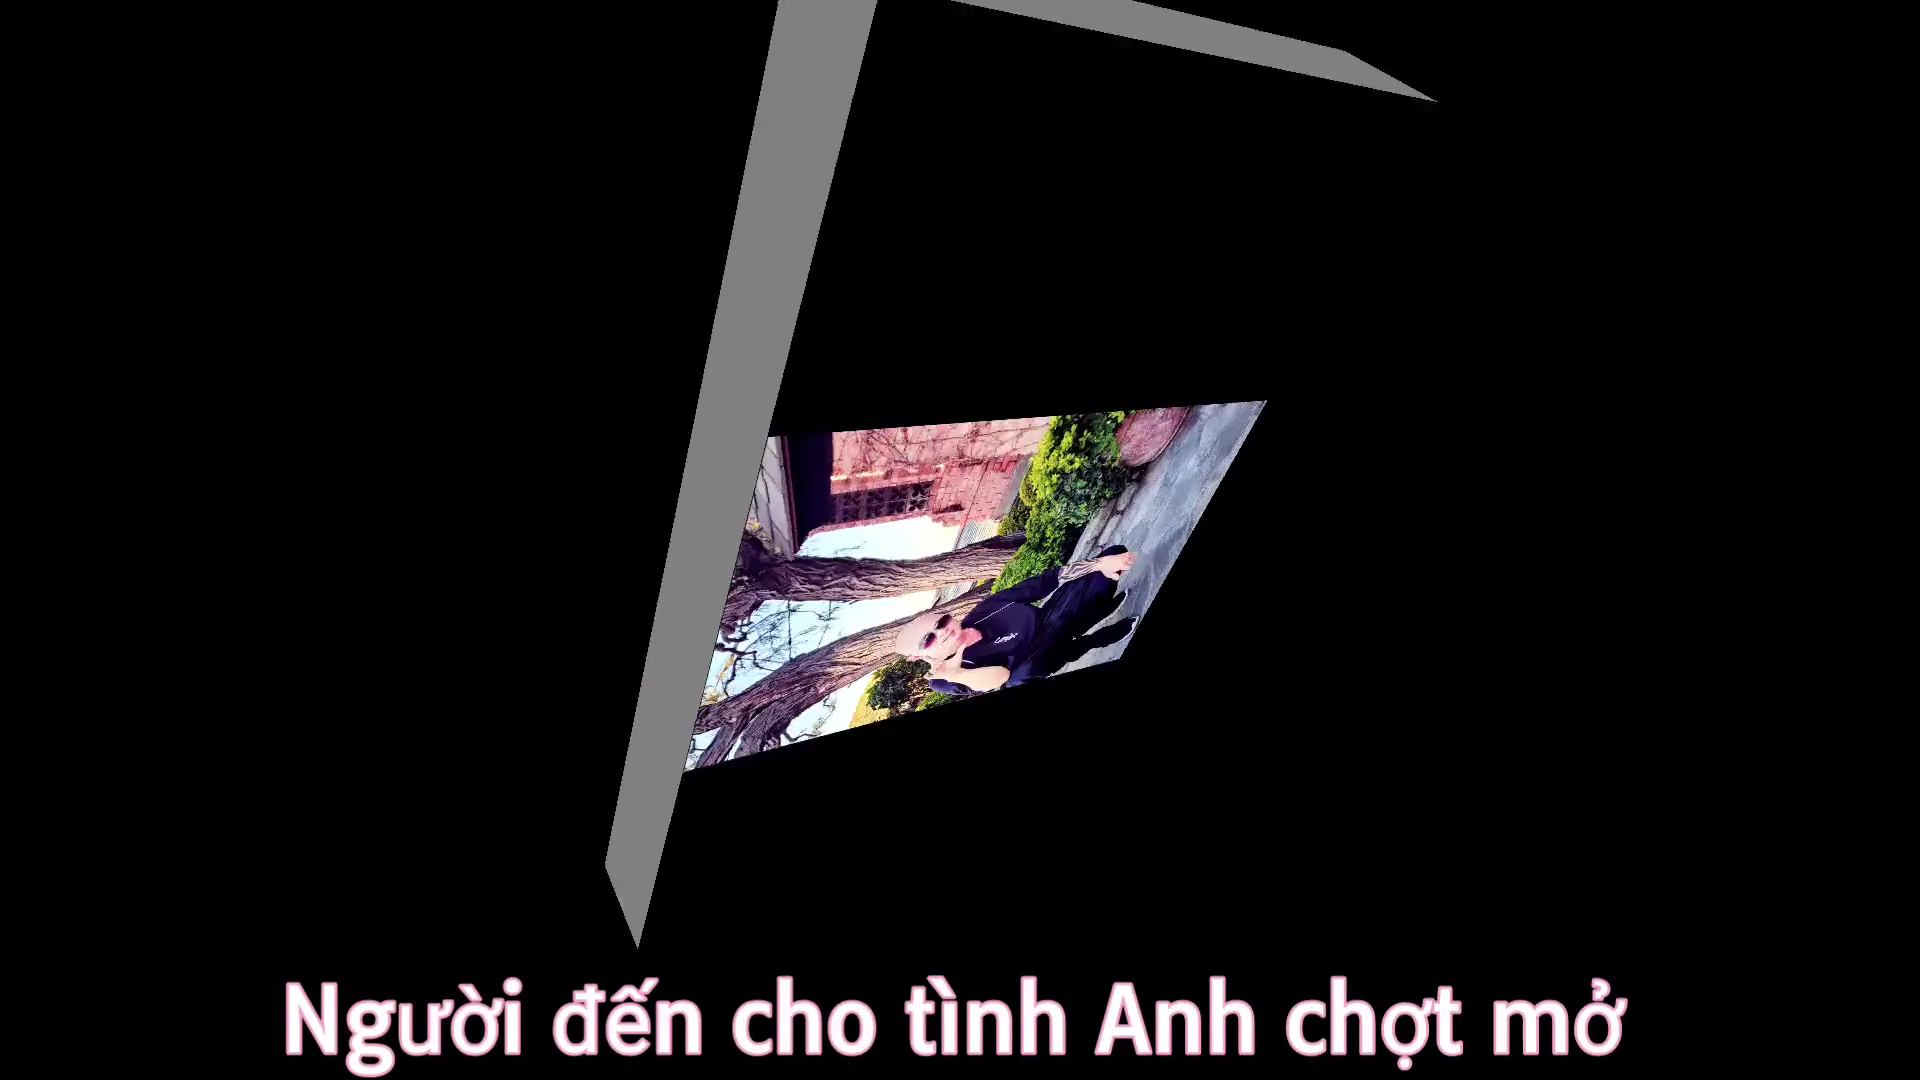 Người đến cho tình Anh chợt mở